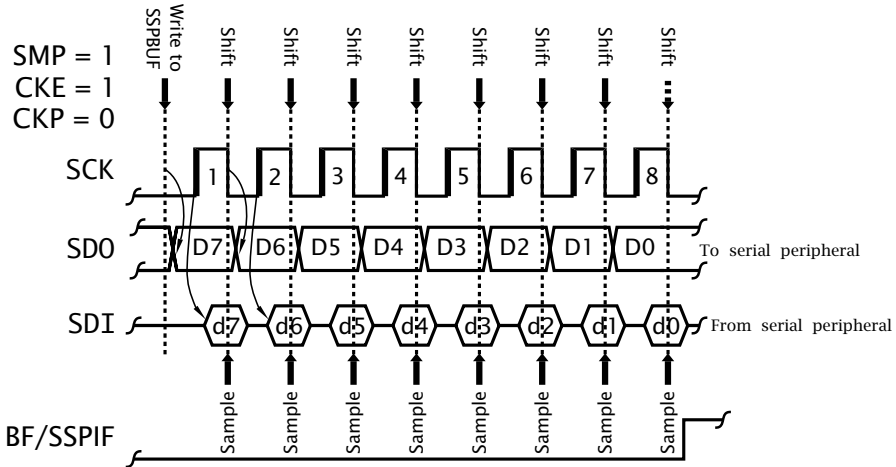 SMP = 1
CKE = 1
CKP = 0
Write to
SSPBUF
Shift
Shift
Shift
Shift
Shift
Shift
Shift
Shift
SCK
1 2 3 4 5 6 7 8
SDO
D7 D6 D5 D4 D3 D2 D1 D0
To serial peripheral
SDI
d7 d6 d5 d4 d3 d2 d1 d0
From serial peripheral
Sample
Sample
Sample
Sample
Sample
Sample
Sample
Sample
BF/SSPIF